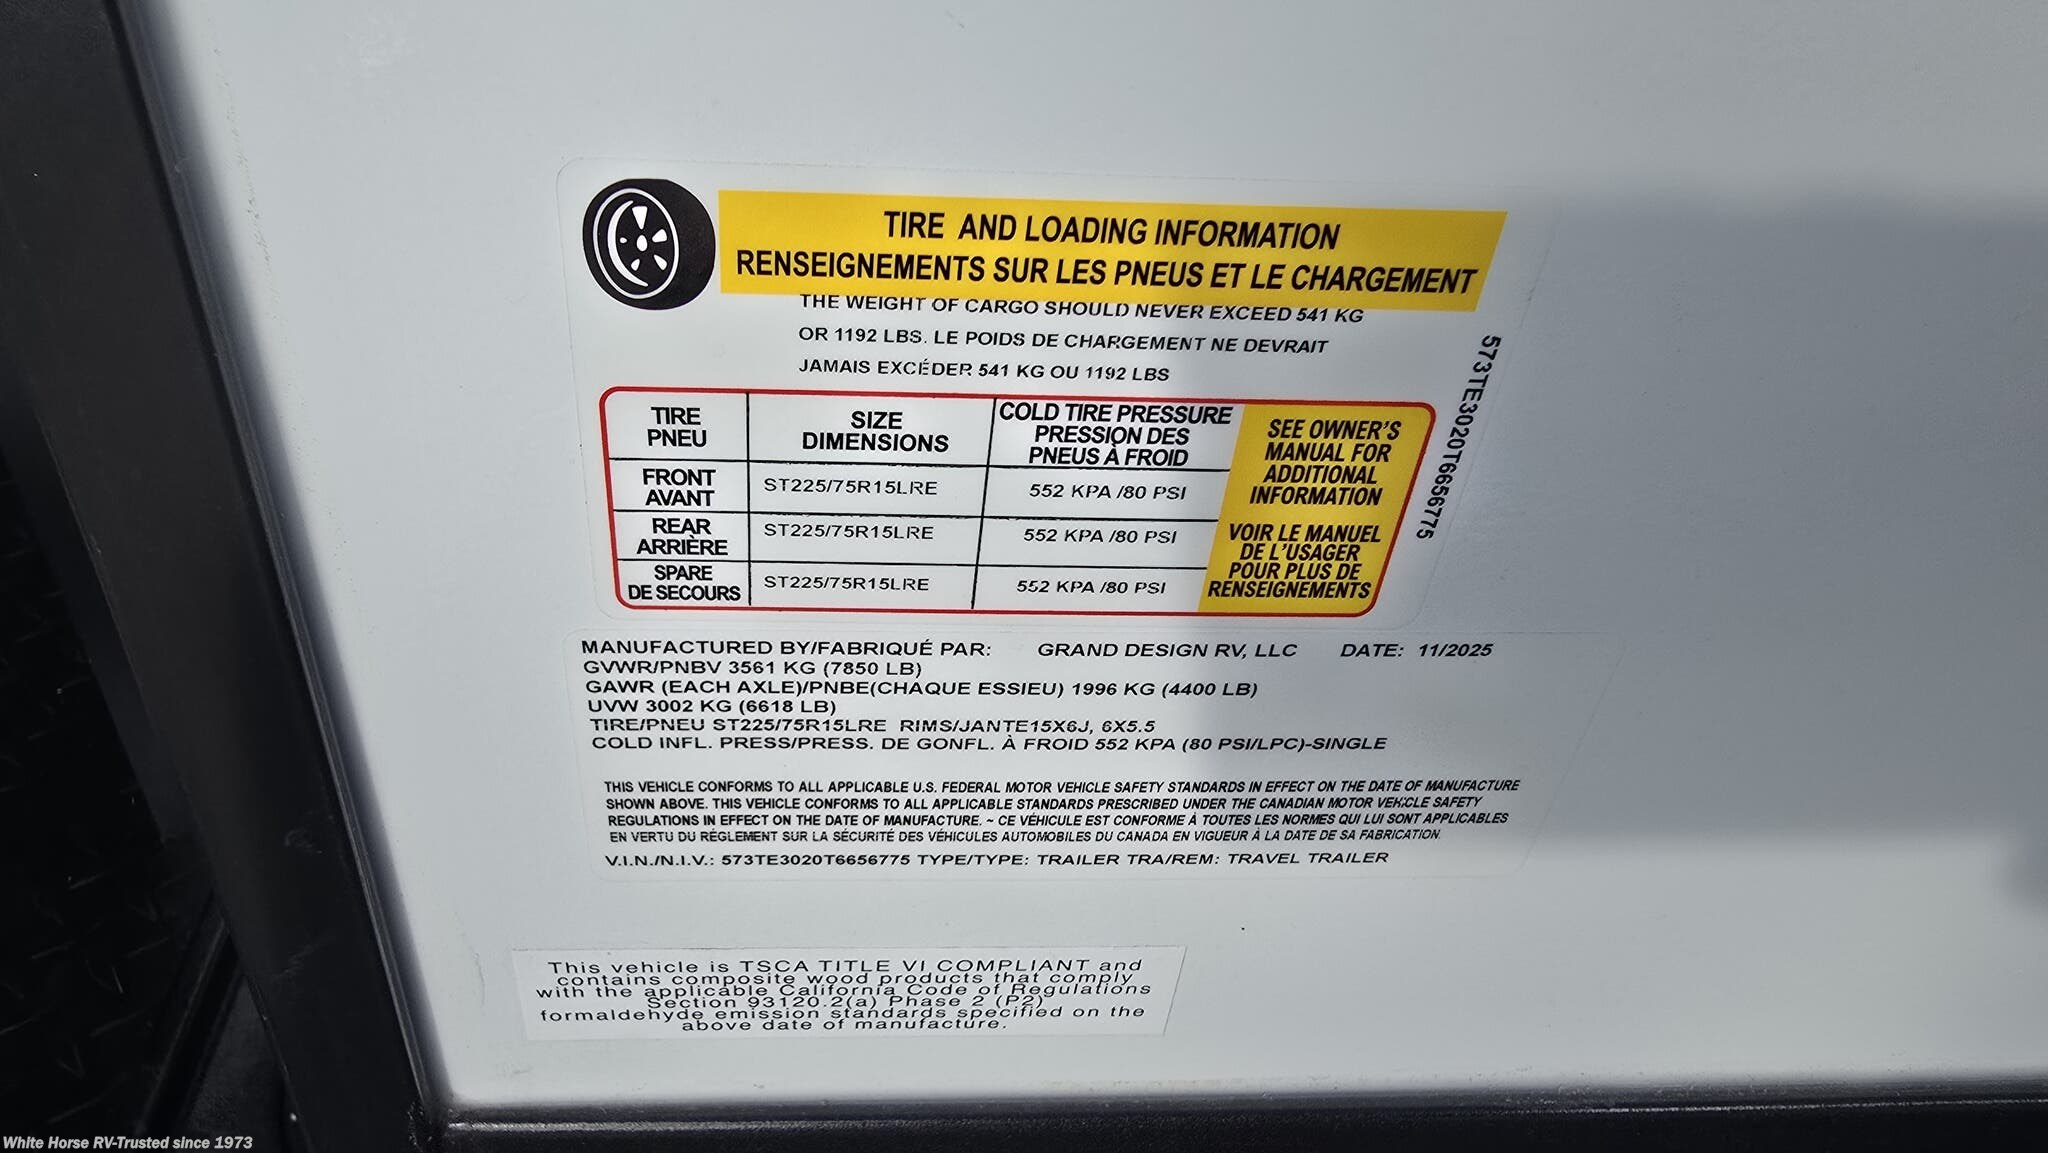 TIRE AND LOADING INFORMATION
RENSEIGNEMENTS SUR LES PNEUS ET LE CHARGEMENT
THE WEIGHT OF CARGO SHOULD NEVER EXCEED 541 KG
OR 1192 LBS. LE POIDS DE CHARGEMENT NE DEVRAIT
JAMAIS EXCÉDER 541 KG OU 1192 LBS
TIRE
PNEU
SIZE
DIMENSIONS
COLD TIRE PRESSURE
PRESSION DES
PNEUS À FROID
FRONT
AVANT
ST225/75R15LRE
552 KPA /80 PSI
REAR
ARRIÈRE
ST225/75R15LRE
552 KPA /80 PSI
SPARE
DE SECOURS
ST225/75R15LRE
552 KPA /80 PSI
SEE OWNER'S
MANUAL FOR
ADDITIONAL
INFORMATION
VOIR LE MANUEL
DE L'USAGER
POUR PLUS DE
RENSEIGNEMENTS
573TE3020T6656775
MANUFACTURED BY/FABRIQUÉ PAR: GRAND DESIGN RV, LLC DATE: 11/2025
GVWR/PNBV 3561 KG (7850 LB)
GAWR (EACH AXLE)/PNBE(CHAQUE ESSIEU) 1996 KG (4400 LB)
UVW 3002 KG (6618 LB)
TIRE/PNEU ST225/75R15LRE RIMS/JANTE15X6J, 6X5.5
COLD INFL. PRESS/PRESS. DE GONFL. À FROID 552 KPA (80 PSI/LPC)-SINGLE
THIS VEHICLE CONFORMS TO ALL APPLICABLE U.S. FEDERAL MOTOR VEHICLE SAFETY STANDARDS IN EFFECT ON THE DATE OF MANUFACTURE
SHOWN ABOVE. THIS VEHICLE CONFORMS TO ALL APPLICABLE STANDARDS PRESCRIBED UNDER THE CANADIAN MOTOR VEHICLE SAFETY
REGULATIONS IN EFFECT ON THE DATE OF MANUFACTURE. ~ CE VÉHICULE EST CONFORME À TOUTES LES NORMES QUI LUI SONT APPLICABLES
EN VERTU DU RÉGLEMENT SUR LA SÉCURITÉ DES VÉHICULES AUTOMOBILES DU CANADA EN VIGUEUR À LA DATE DE SA FABRICATION.
V.I.N./N.I.V.: 573TE3020T6656775 TYPE/TYPE: TRAILER TRA/REM: TRAVEL TRAILER
This vehicle is TSCA TITLE VI COMPLIANT and
contains composite wood products that comply
with the applicable California Code of Regulations
Section 93120.2(a) Phase 2 (P2)
formaldehyde emission standards specified on the
above date of manufacture.
White Horse RV-Trusted since 1973